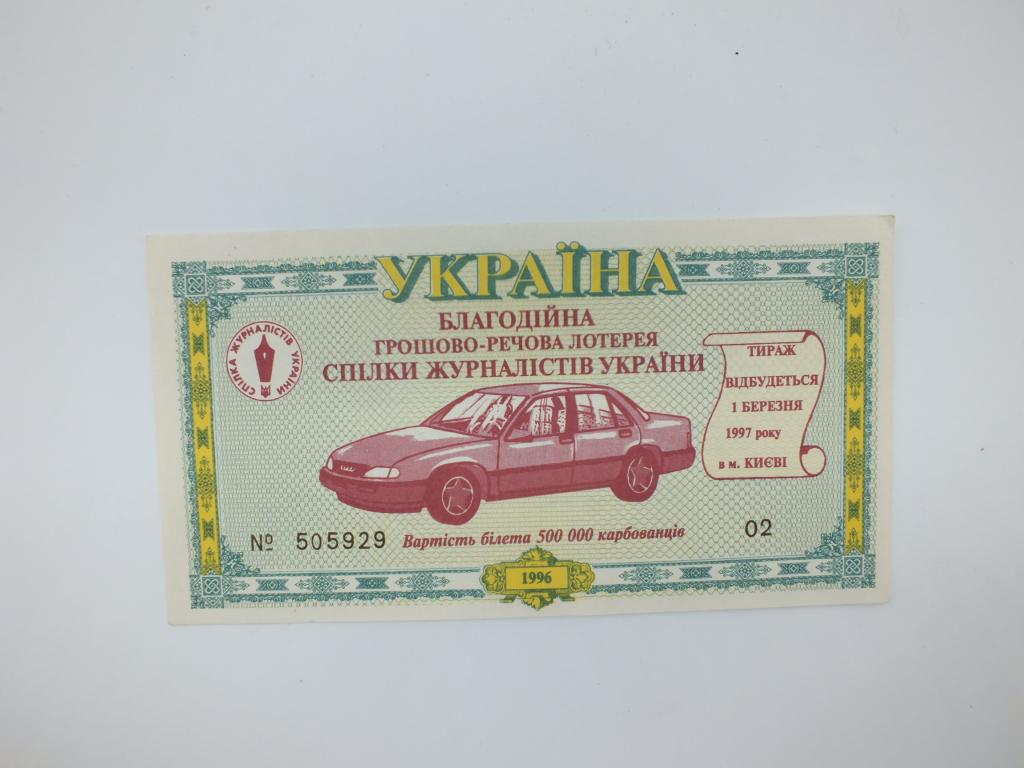 УКРАЇНА
БЛАГОДІЙНА
ГРОШОВО-РЕЧОВА ЛОТЕРЕЯ
СПІЛКИ ЖУРНАЛІСТІВ УКРАЇНИ
СПІЛКА ЖУРНАЛІСТІВ УКРАЇНИ
ТИРАЖ
ВІДБУДЕТЬСЯ
1 БЕРЕЗНЯ
1997 року
в м. КИЄВІ
№ 505929
Вартість білета 500 000 карбованців
02
1996